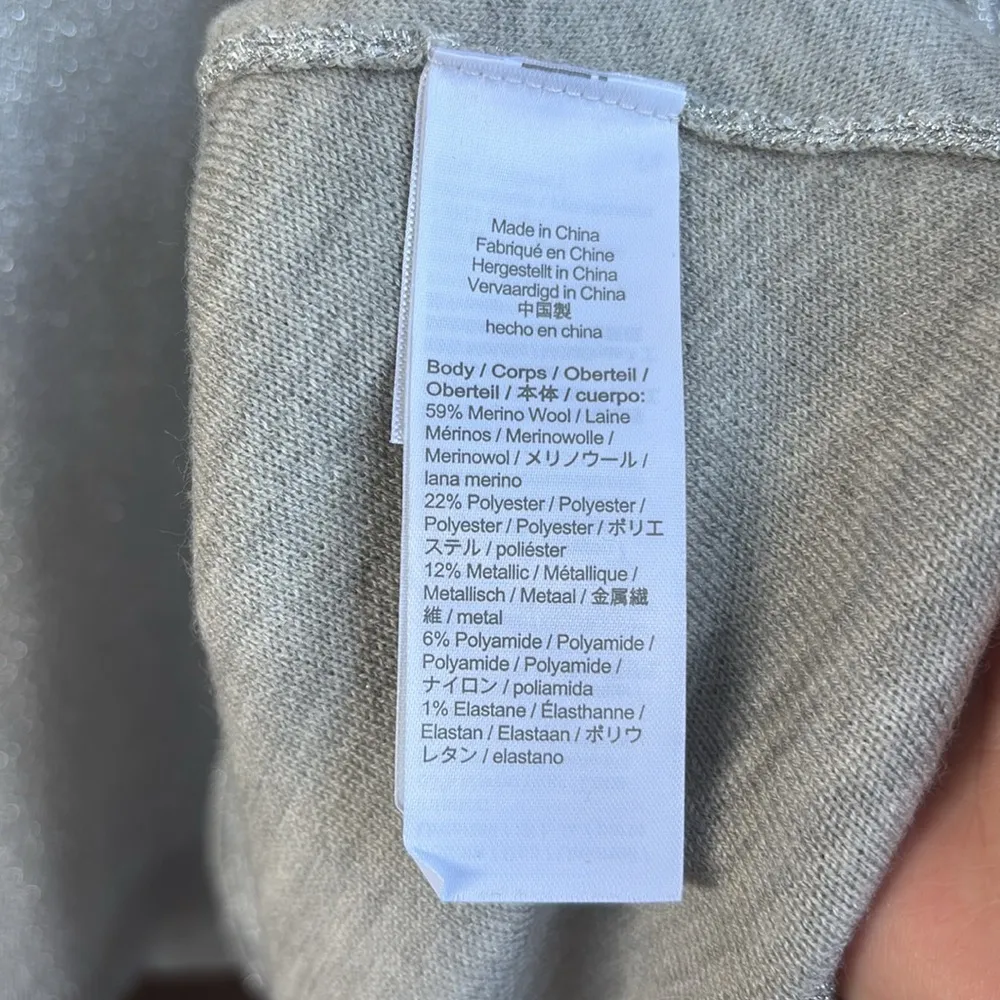 Made in China
Fabriqué en Chine
Hergestellt in China
Vervaardigd in China
中国製
hecho en china
Body / Corps / Oberteil /
Oberteil / 本体 / cuerpo:
59% Merino Wool / Laine
Mérinos / Merinowolle /
Merinowol / メリノウール /
lana merino
22% Polyester / Polyester /
Polyester / Polyester / ポリエ
ステル / poliéster
12% Metallic / Métallique /
Metallisch / Metaal / 金属繊
維 / metal
6% Polyamide / Polyamide /
Polyamide / Polyamide /
ナイロン / poliamida
1% Elastane / Élasthanne /
Elastan / Elastaan / ポリウ
レタン / elastano